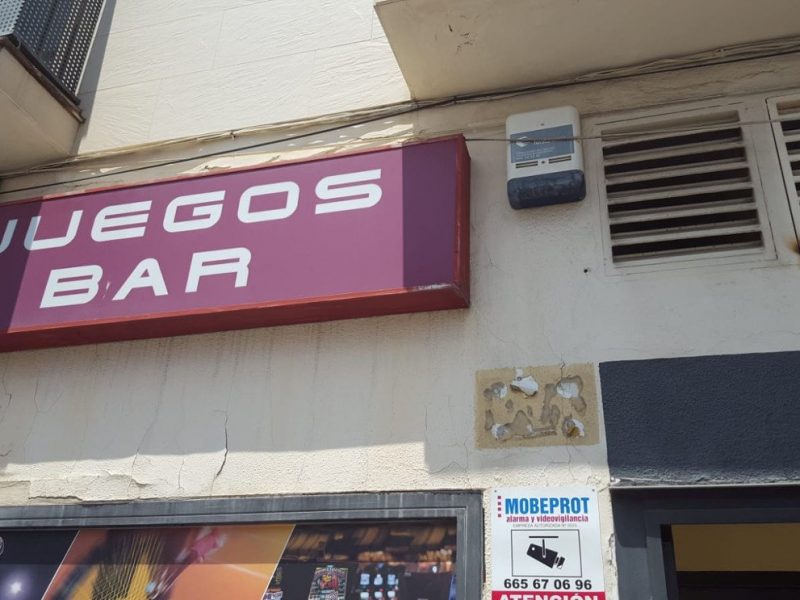 JUEGOS
BAR
MOBEPROT
alarma y videovigilancia
665 67 06 96
ATENCIÓN